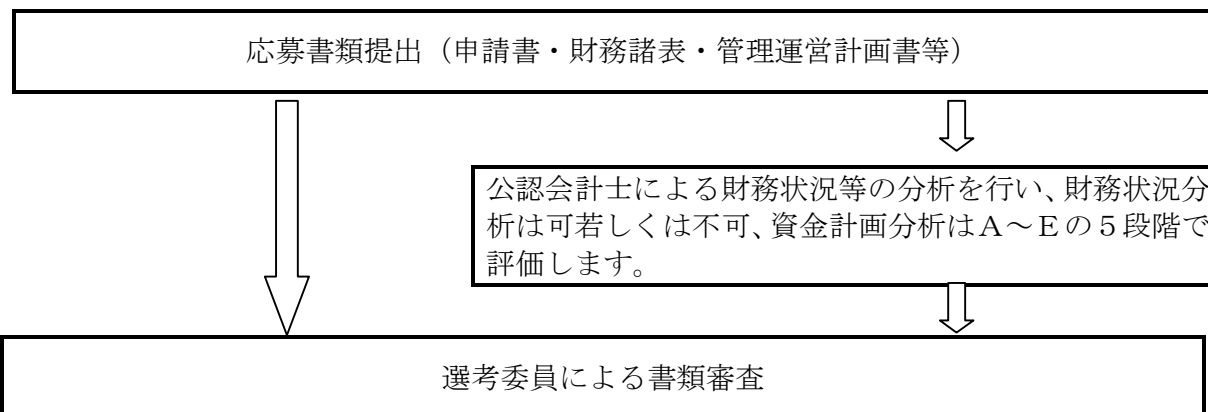 応募書類提出（申請書・財務諸表・管理運営計画書等）
公認会計士による財務状況等の分析を行い、財務状況分
析は可若しくは不可、資金計画分析はＡ～Ｅの５段階で
評価します。
選考委員による書類審査